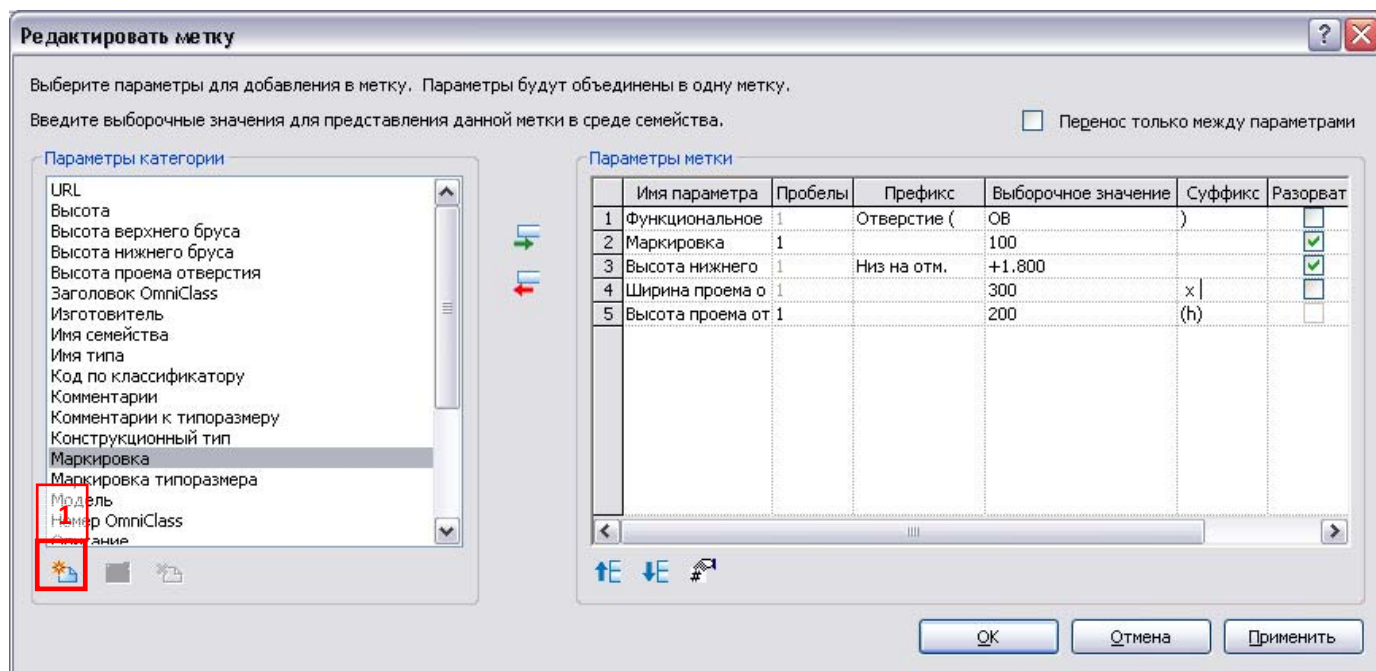 Редактировать метку
Выберите параметры для добавления в метку. Параметры будут объединены в одну метку.
Введите выборочные значения для представления данной метки в среде семейства.
Перенос только между параметрами
Параметры категории
URL
Высота
Высота верхнего бруса
Высота нижнего бруса
Высота проема отверстия
Заголовок OmniClass
Изготовитель
Имя семейства
Имя типа
Код по классификатору
Комментарии
Комментарии к типоразмеру
Конструкционный тип
Маркировка
Маркировка типоразмера
Модель
Номер OmniClass
Описание
1
Параметры метки
Имя параметра Пробелы Префикс Выборочное значение Суффикс Разорват
1 Функциональное 1 Отверстие ( ОВ )
2 Маркировка 1 100
3 Высота нижнего 1 Низ на отм. +1.800
4 Ширина проема о 1 300 x
5 Высота проема от 1 200 (h)
OK Отмена Применить